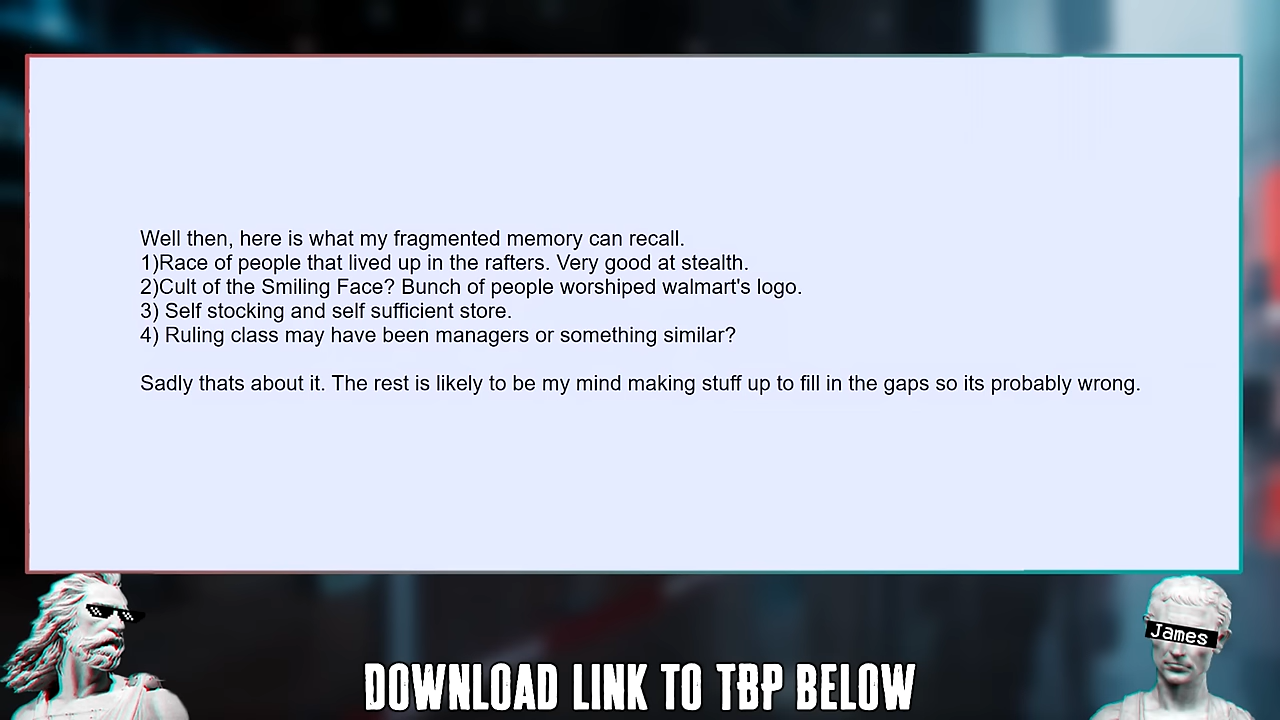 Well then, here is what my fragmented memory can recall.
1)Race of people that lived up in the rafters. Very good at stealth.
2)Cult of the Smiling Face? Bunch of people worshiped walmart's logo.
3) Self stocking and self sufficient store.
4) Ruling class may have been managers or something similar?
Sadly thats about it. The rest is likely to be my mind making stuff up to fill in the gaps so its probably wrong.
James
DOWNLOAD LINK TO TBP BELOW